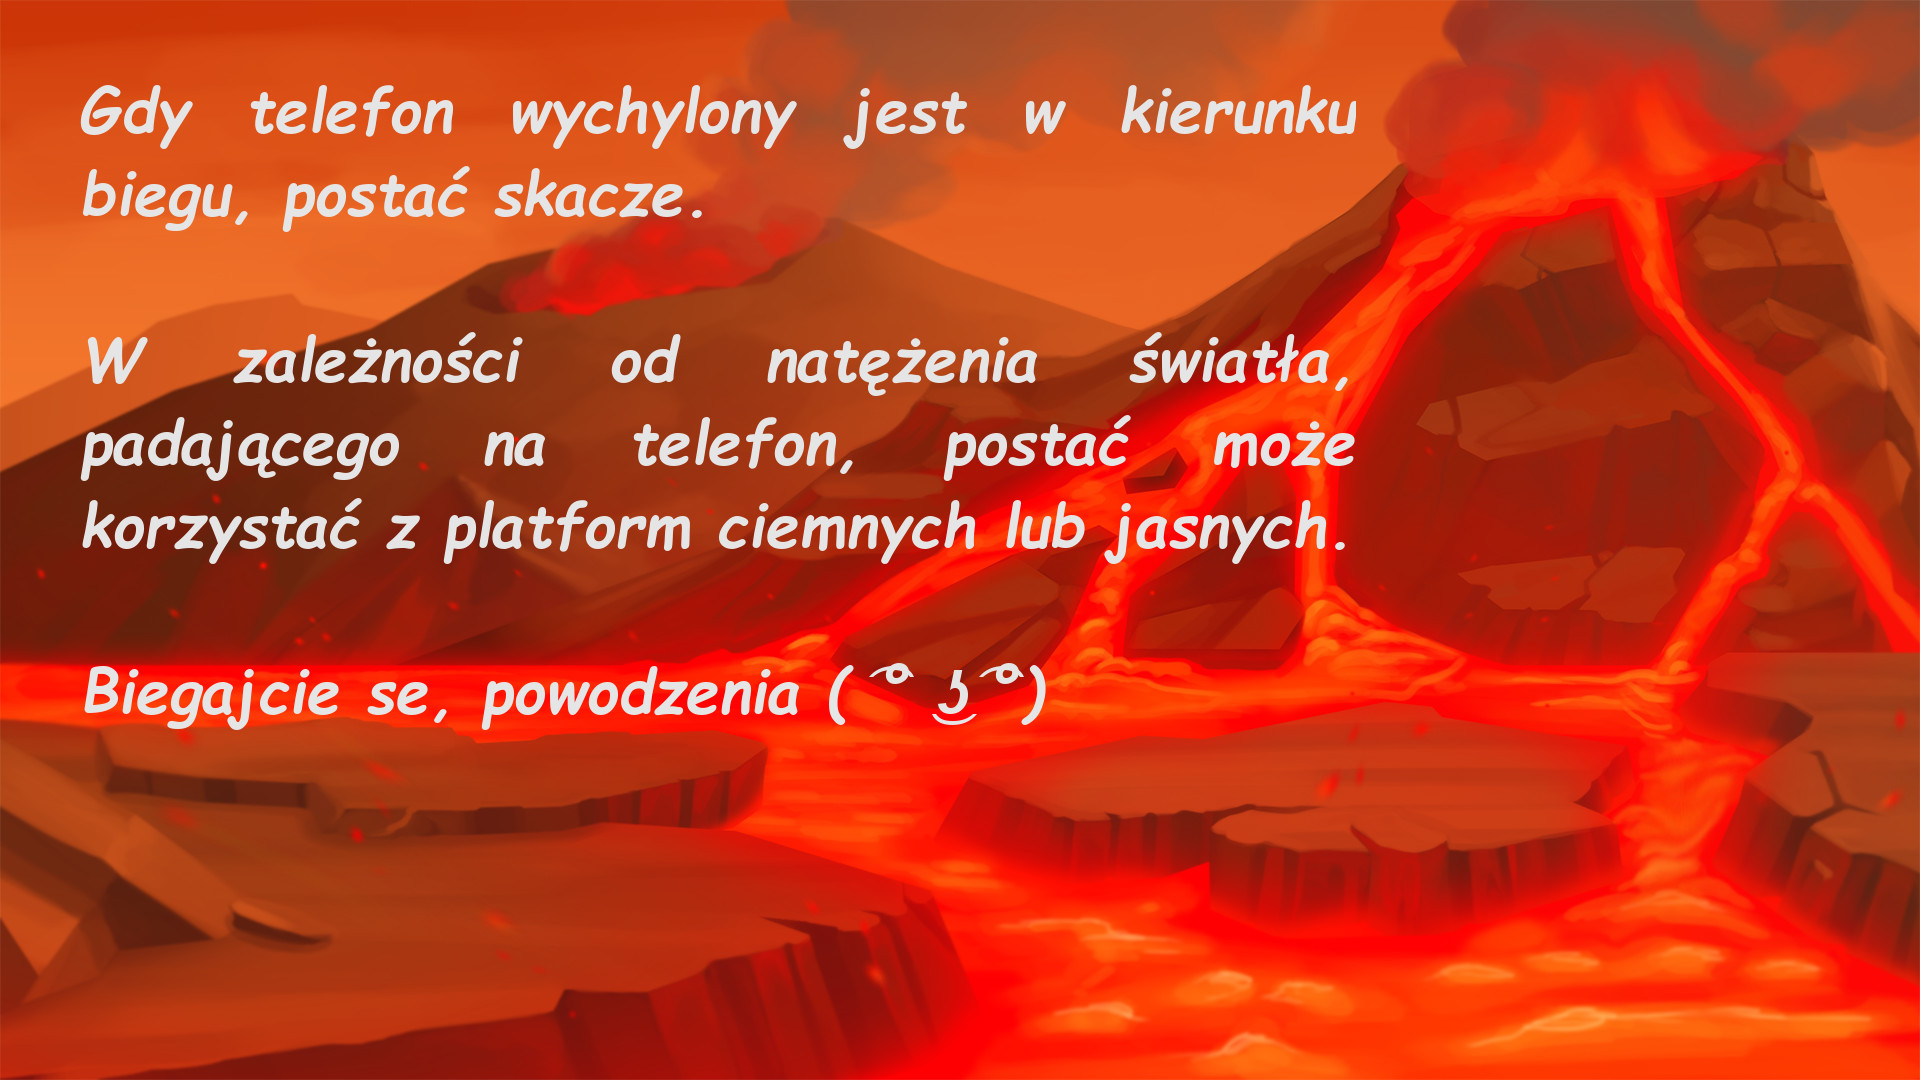 Gdy telefon wychylony jest w kierunku
biegu, postać skacze.
W zależności od natężenia światła,
padającego na telefon, postać może
korzystać z platform ciemnych lub jasnych.
Biegajcie se, powodzenia ( ͡° ͜ʖ ͡°)